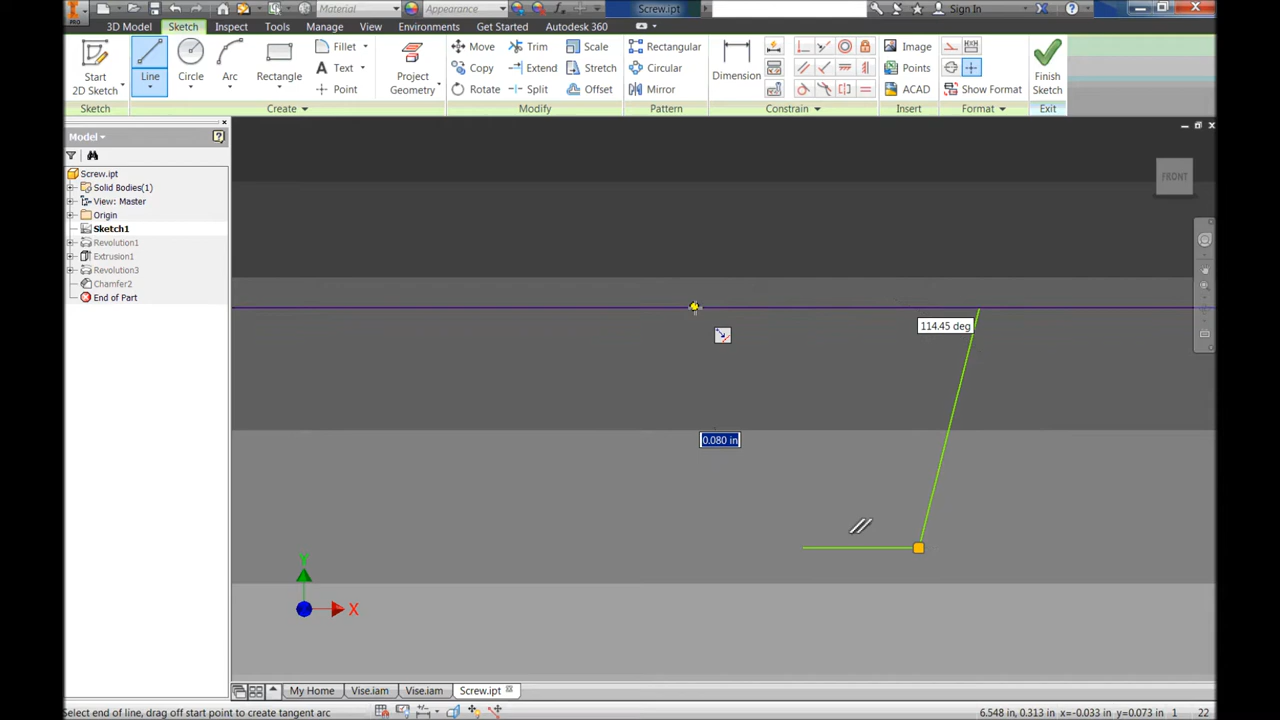 Material
Appearance
Screw.ipt
Sign In
PRO
3D Model
Sketch
Inspect
Tools
Manage
View
Environments
Get Started
Autodesk 360
Start
2D Sketch
Line
Circle
Arc
Rectangle
Fillet
Text
Point
Project
Geometry
Move
Copy
Rotate
Trim
Extend
Split
Scale
Stretch
Offset
Rectangular
Circular
Mirror
Dimension
Image
Points
ACAD
Show Format
Finish
Sketch
Sketch
Create
Modify
Pattern
Constrain
Insert
Format
Exit
Model
Screw.ipt
Solid Bodies(1)
View: Master
Origin
Sketch1
Revolution1
Extrusion1
Revolution3
Chamfer2
End of Part
FRONT
114.45 deg
0.080 in
Y
X
My Home
Vise.iam
Vise.iam
Screw.ipt
Select end of line, drag off start point to create tangent arc
6.548 in, 0.313 in x=-0.033 in y=0.073 in 1 22